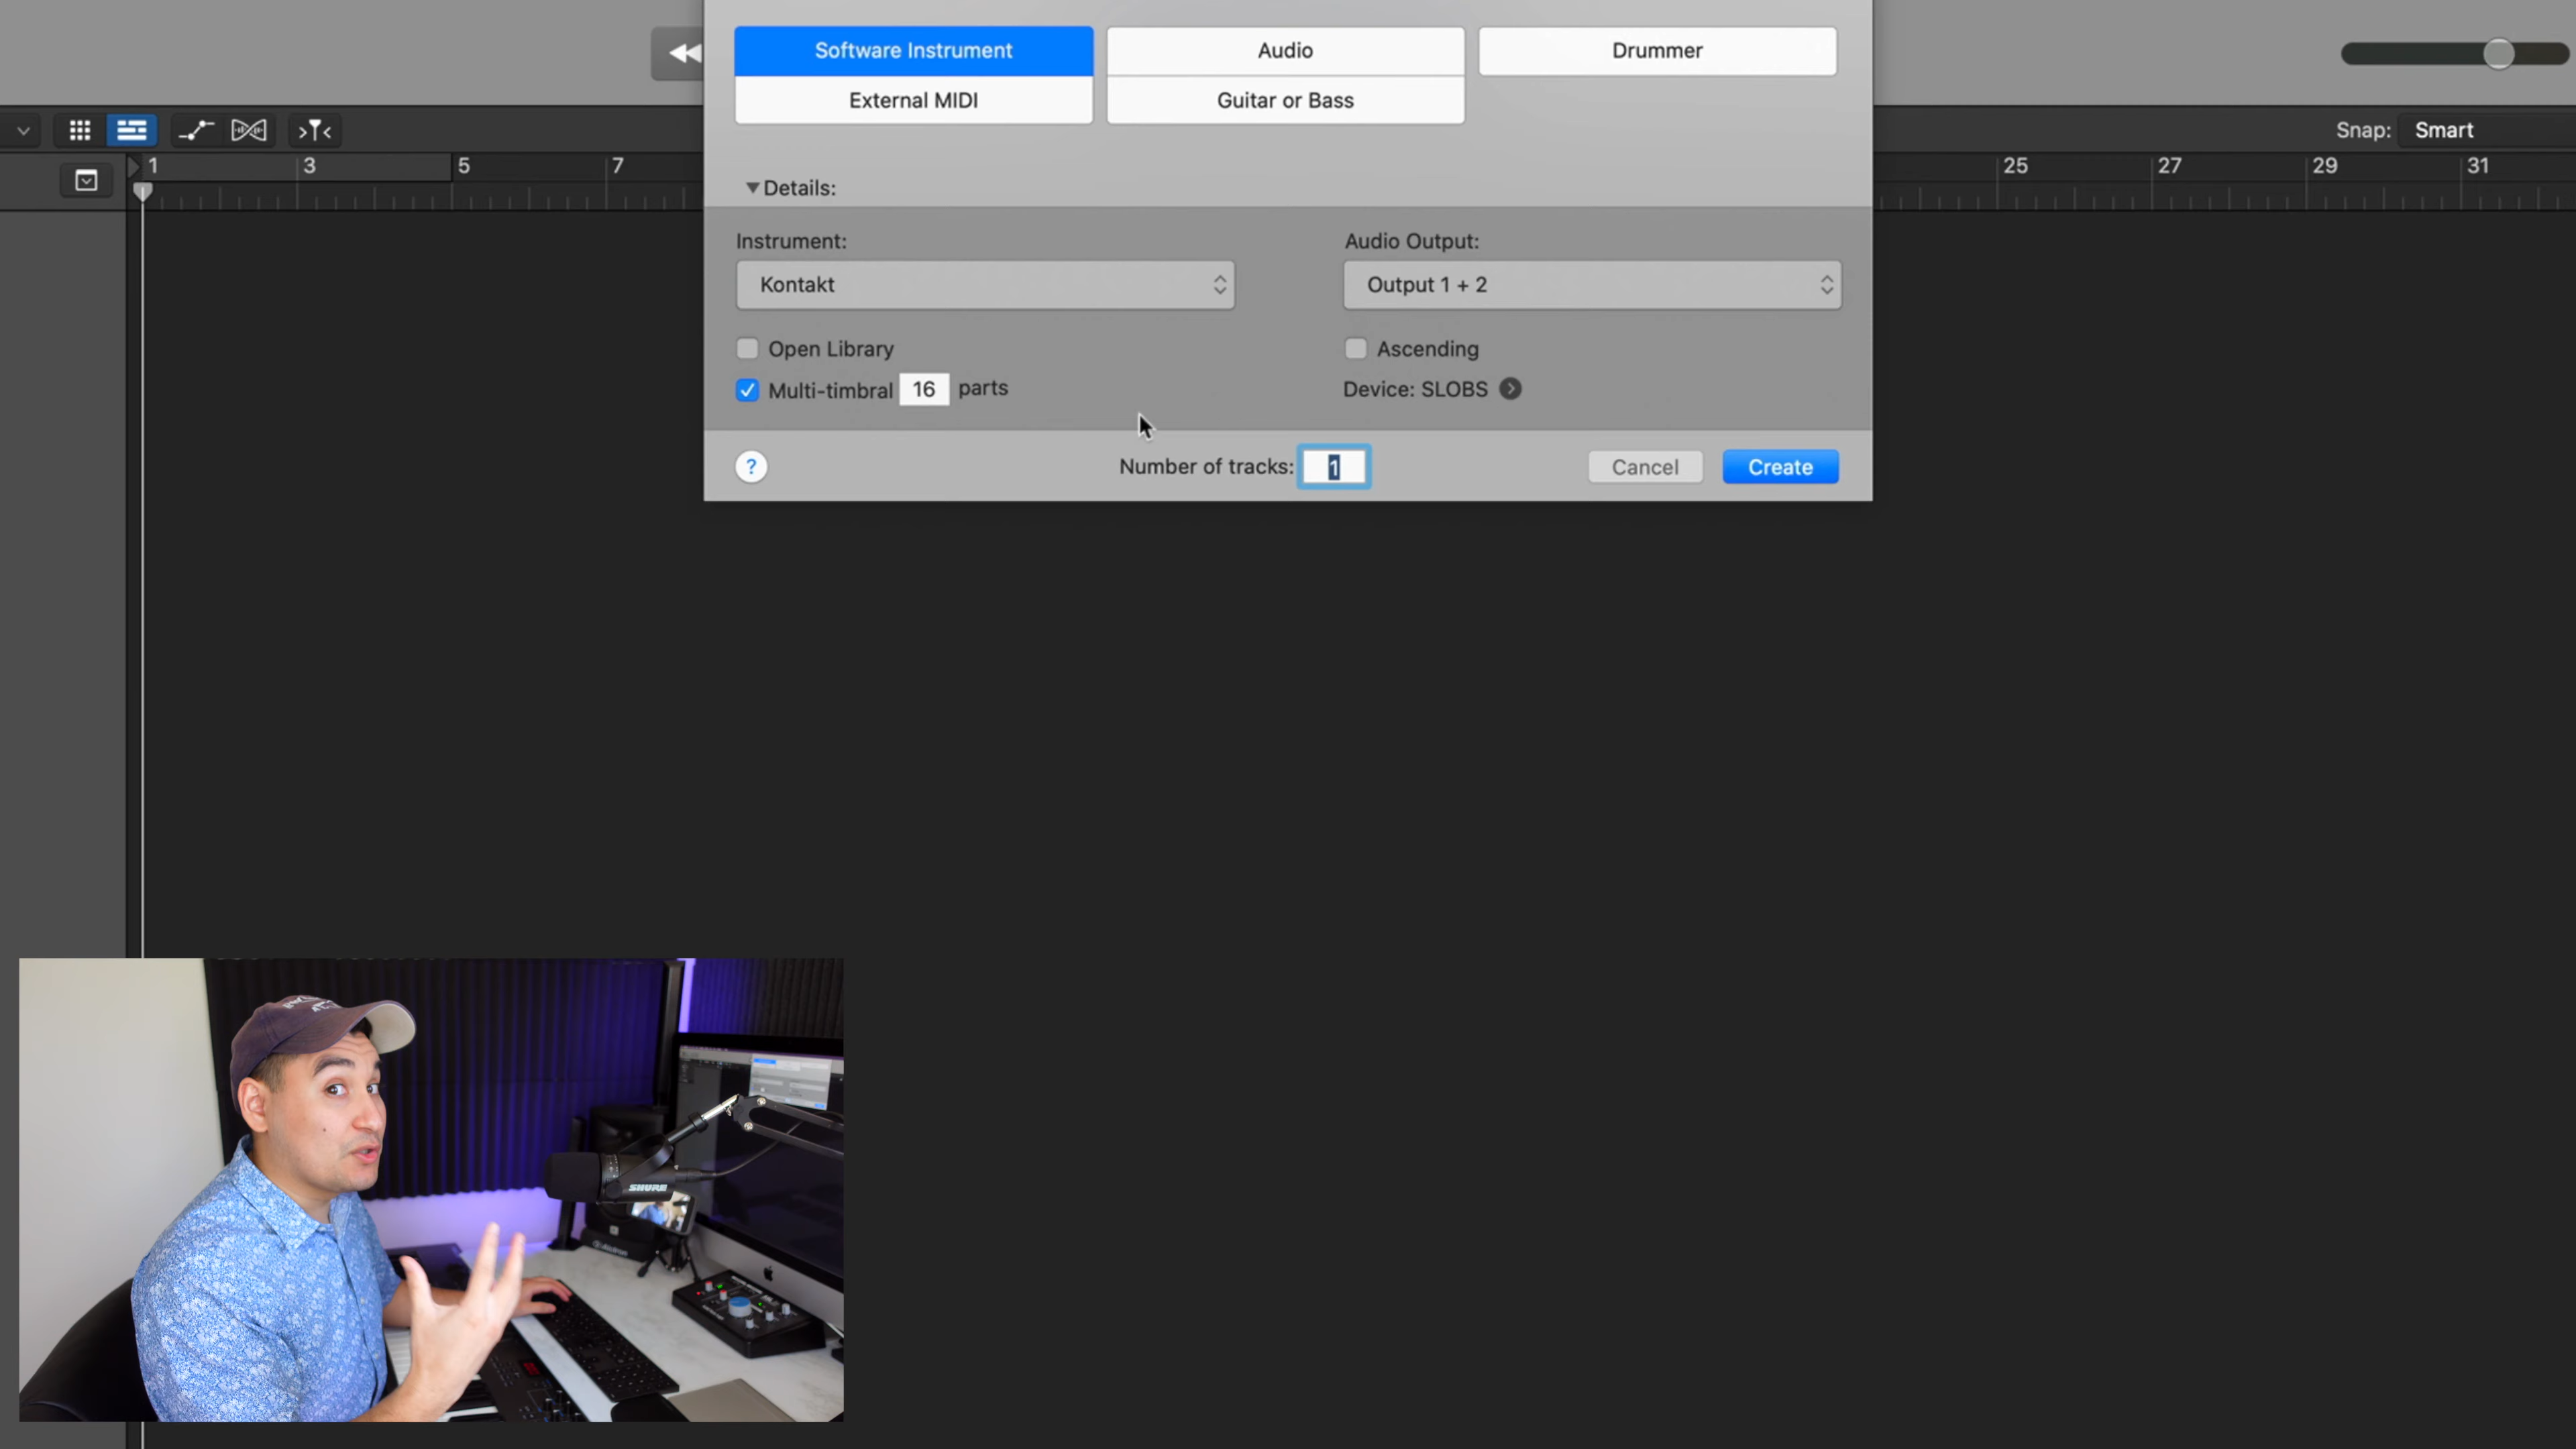 Software Instrument
Audio
Drummer
External MIDI
Guitar or Bass
Snap: Smart
1 3 5 7 25 27 29 31
Details:
Instrument:
Audio Output:
Kontakt
Output 1 + 2
Open Library
Ascending
Multi-timbral 16 parts
Device: SLOBS
? Number of tracks: 1 Cancel Create
SHURE